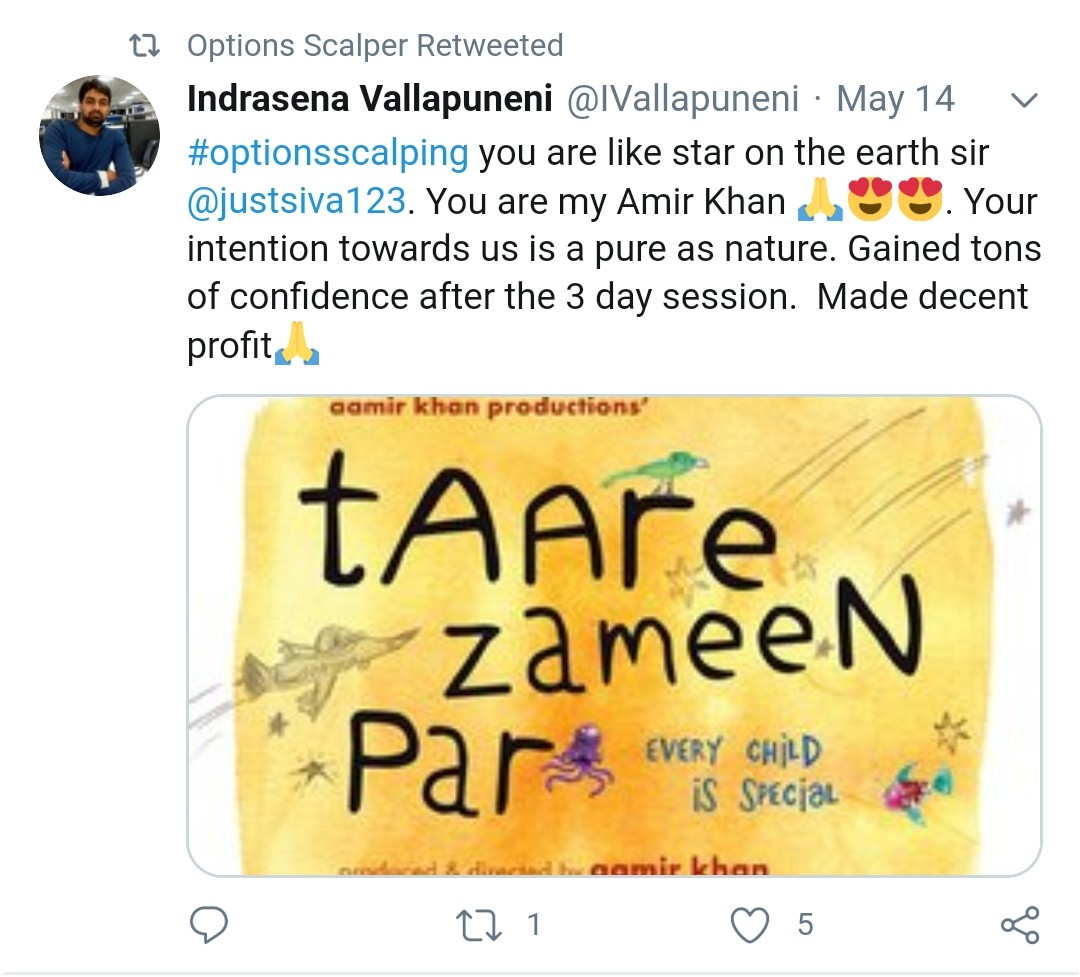 Options Scalper Retweeted
Indrasena Vallapuneni @IVallapuneni · May 14
#optionsscalping you are like star on the earth sir
@justsiva123. You are my Amir Khan 🙏😍😍. Your
intention towards us is a pure as nature. Gained tons
of confidence after the 3 day session.  Made decent
profit🙏
aamir khan productions'
tAAre
zameeN
Par
EVERY CHiLD
iS SPECiaL
produced & directed by aamir khan
1
5